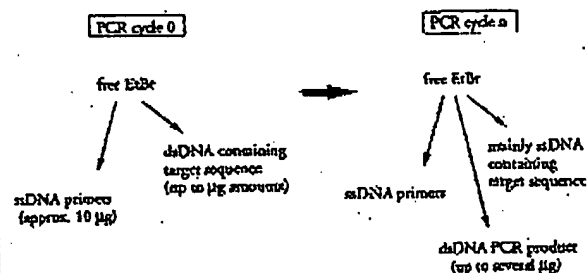 PCR cycle 0
free EtBr
ssDNA primers
(approx. 10 µg)
dsDNA containing
target sequence
(up to µg amounts)
PCR cycle n
free EtBr
ssDNA primers
mainly ssDNA
containing
target sequence
dsDNA PCR product
(up to several µg)